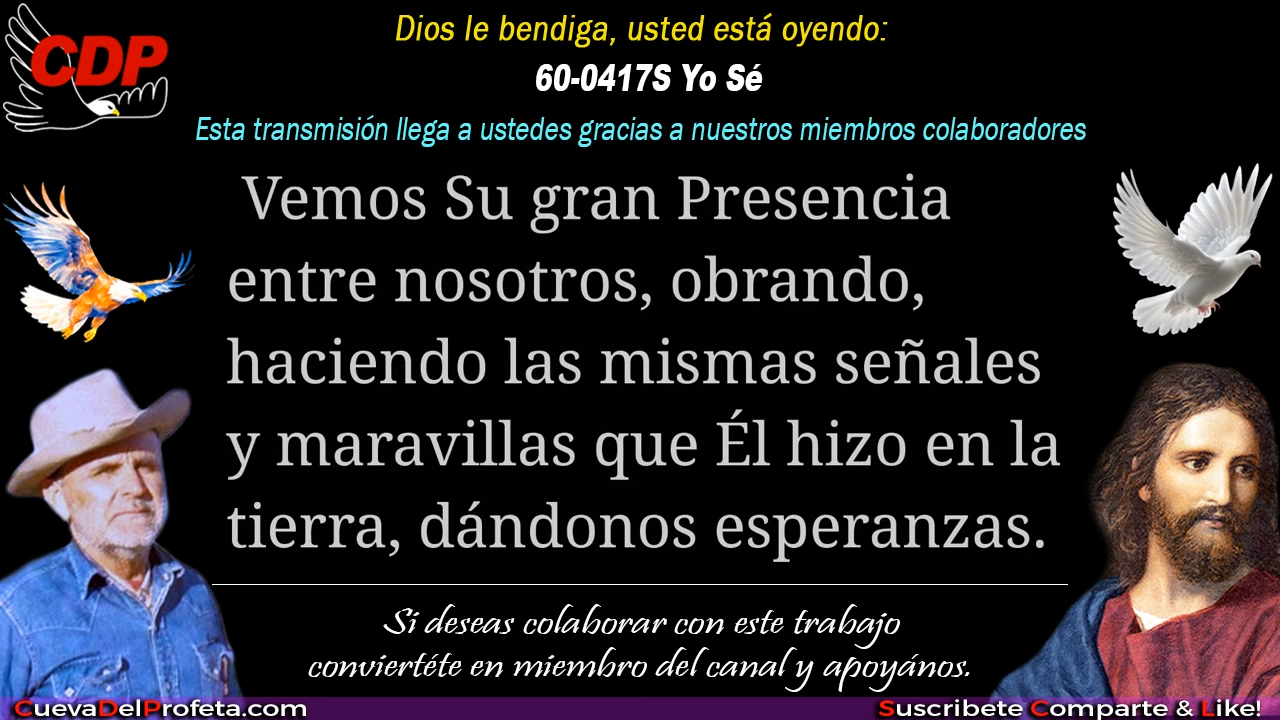 CDP
Dios le bendiga, usted está oyendo:
60-0417S Yo Sé
Esta transmisión llega a ustedes gracias a nuestros miembros colaboradores
Vemos Su gran Presencia
entre nosotros, obrando,
haciendo las mismas señales
y maravillas que Él hizo en la
tierra, dándonos esperanzas.
Si deseas colaborar con este trabajo
conviertéte en miembro del canal y apoyános.
CuevaDelProfeta.com
Suscribete Comparte & Like!